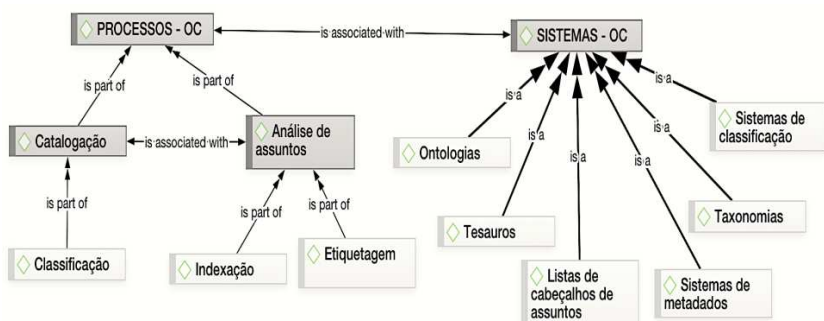 PROCESSOS - OC
is associated with
SISTEMAS - OC
is part of
is part of
is a
is a
is a
is a
is a
is a
Sistemas de
classificação
Catalogação
is associated with
Análise de
assuntos
Ontologias
is part of
is part of
is part of
Taxonomias
Tesauros
Classificação
Indexação
Etiquetagem
Listas de
cabeçalhos de
assuntos
Sistemas de
metadados